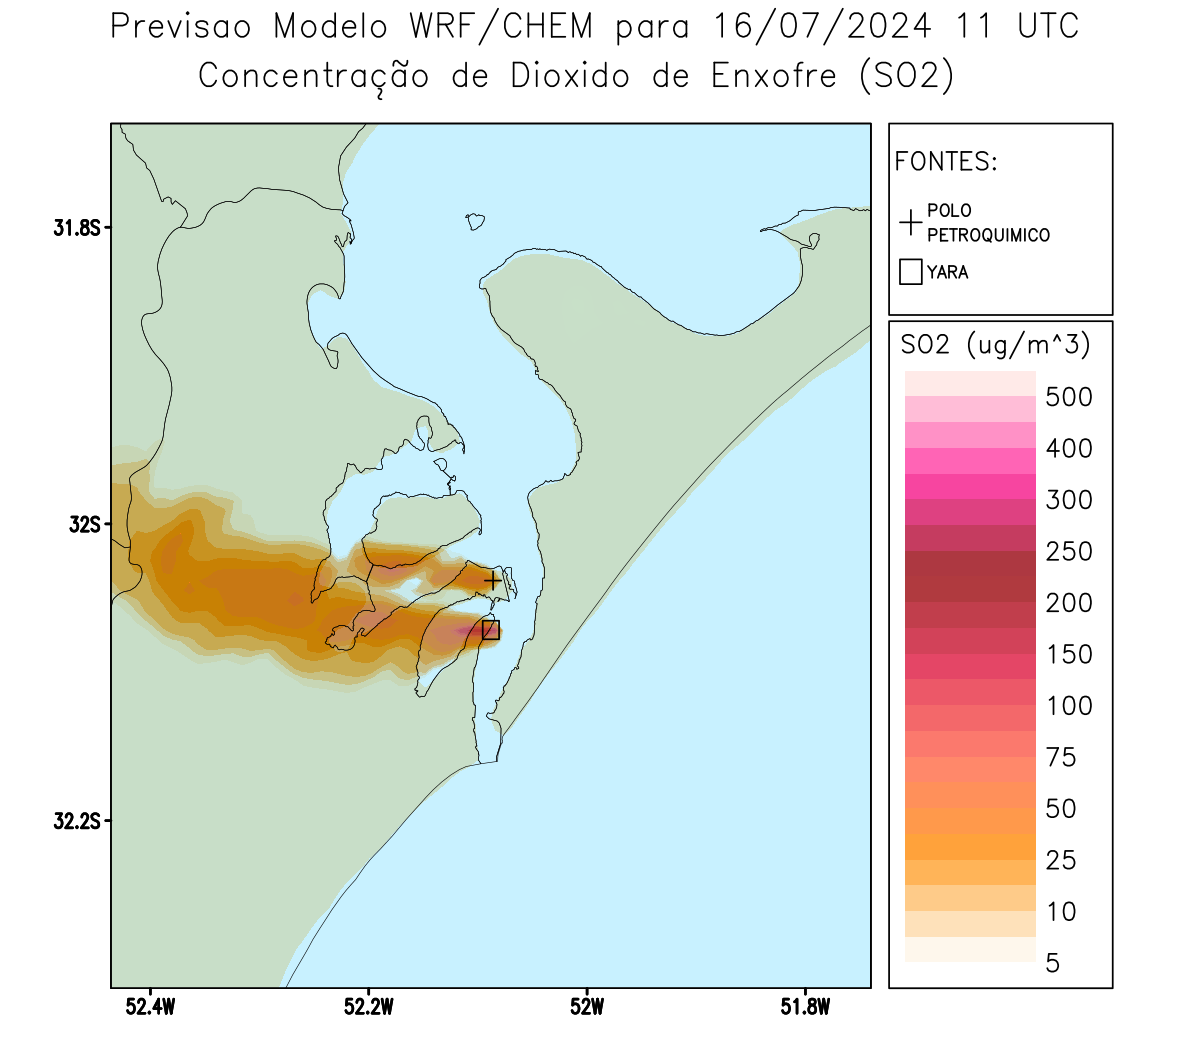 Previsao Modelo WRF/CHEM para 16/07/2024 11 UTC
Concentração de Dioxido de Enxofre (SO2)
FONTES:
POLO
PETROQUIMICO
YARA
SO2 (ug/m^3)
500
400
300
250
200
150
100
75
50
25
10
5
31.8S
32S
32.2S
52.4W
52.2W
52W
51.8W